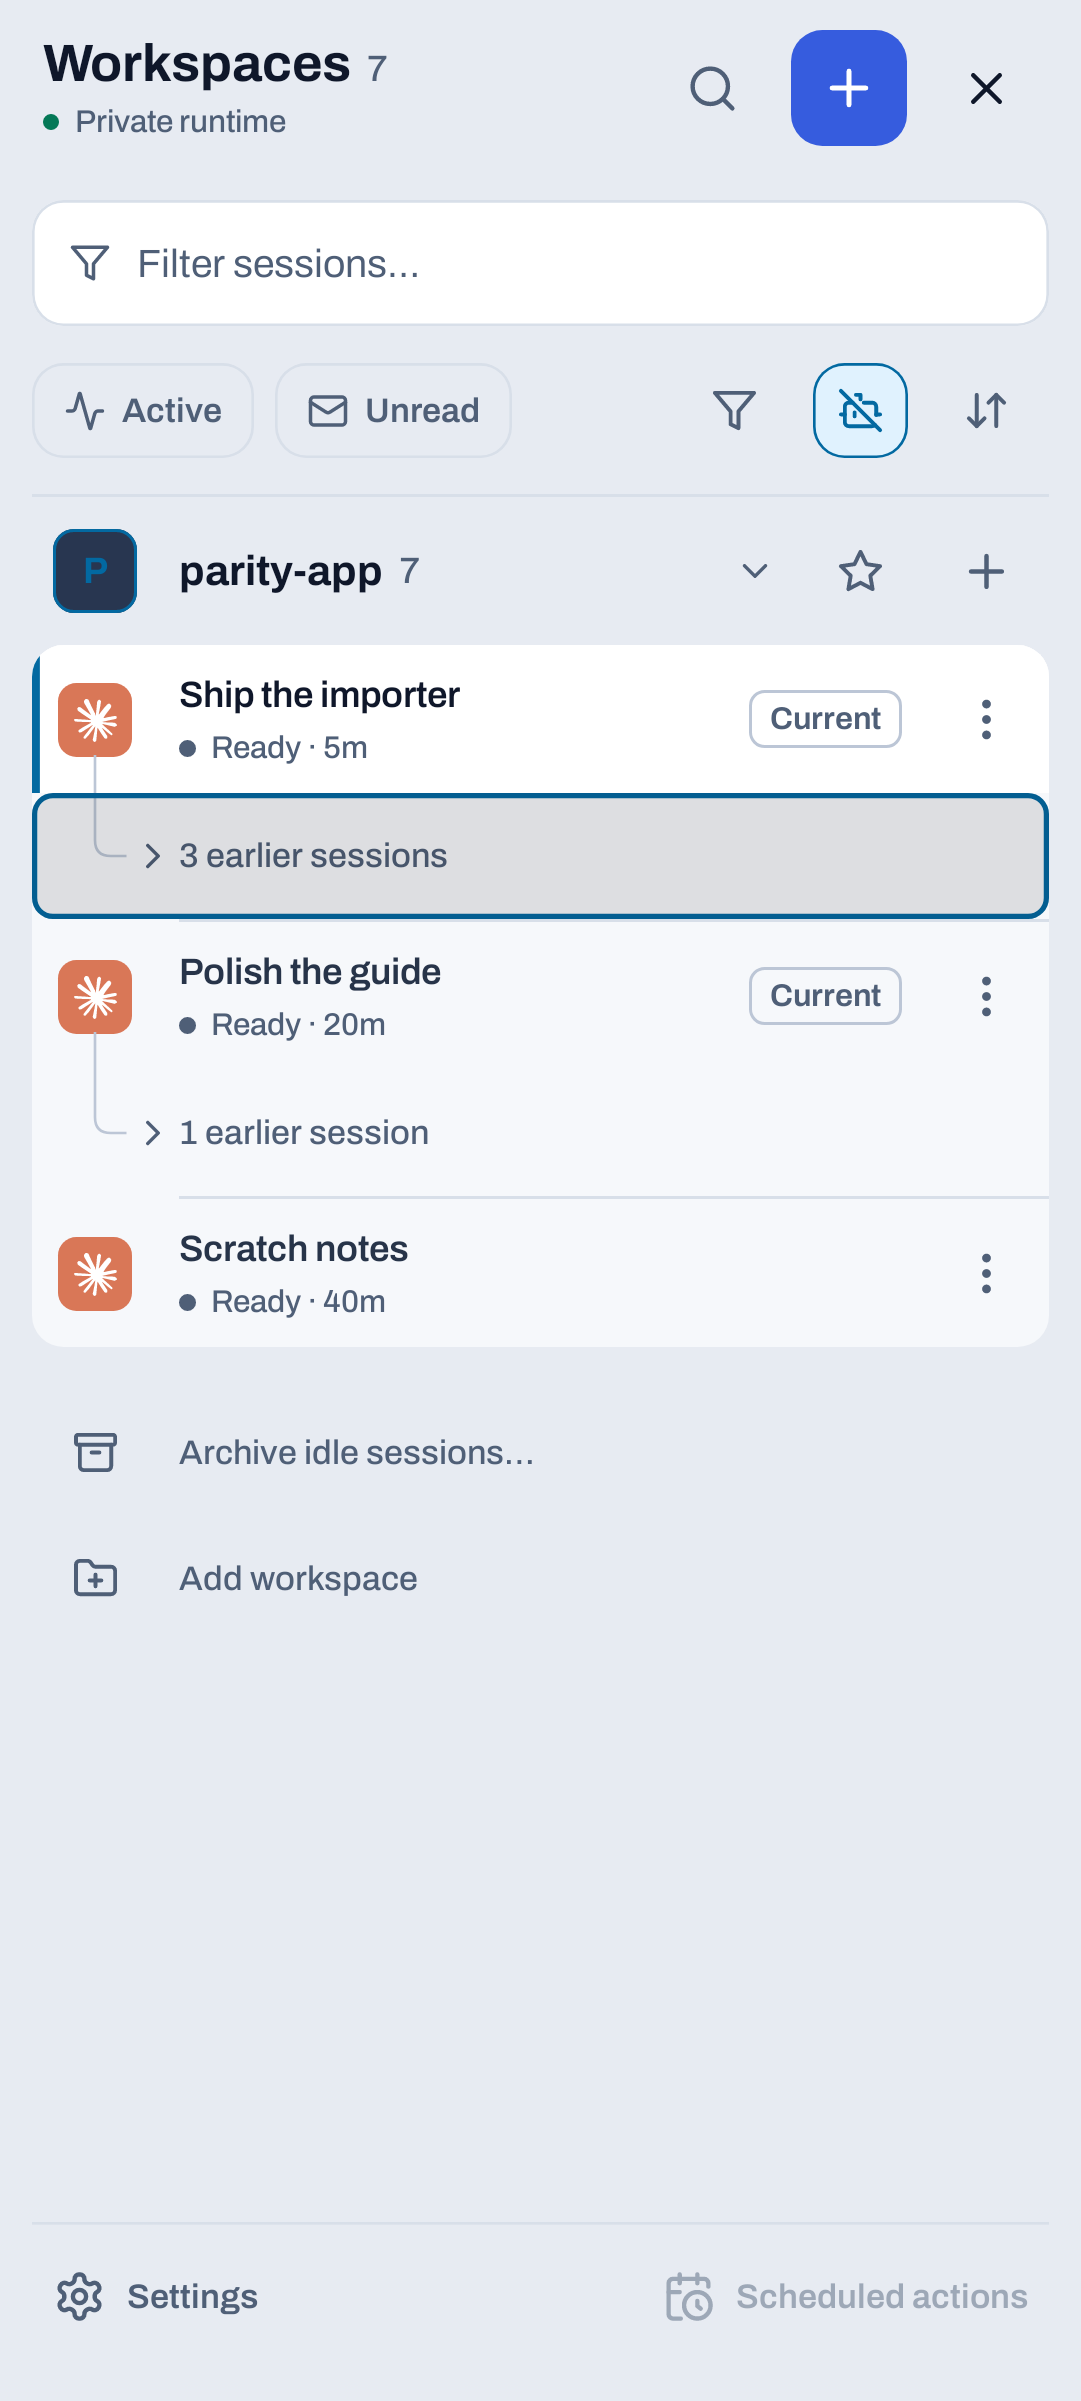 Workspaces 7
Private runtime
Filter sessions...
Active
Unread
P
parity-app 7
Ship the importer
Ready · 5m
Current
3 earlier sessions
Polish the guide
Ready · 20m
Current
1 earlier session
Scratch notes
Ready · 40m
Archive idle sessions...
Add workspace
Settings
Scheduled actions